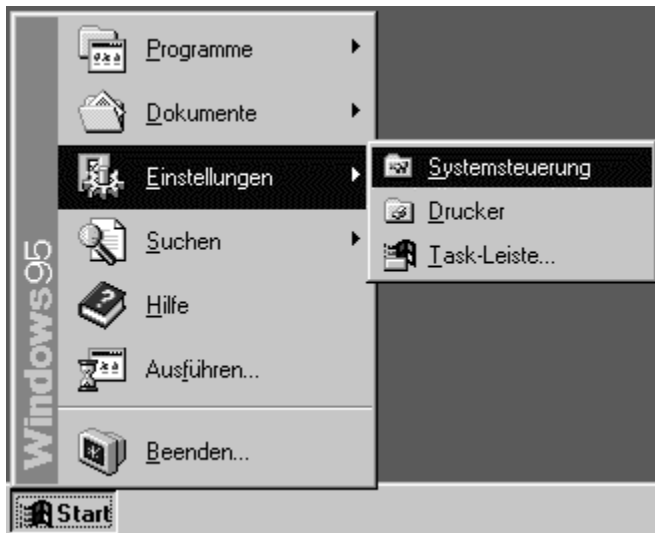 Programme
Dokumente
Einstellungen
Systemsteuerung
Drucker
Task-Leiste...
Suchen
Hilfe
Ausführen...
Beenden...
Windows95
Start